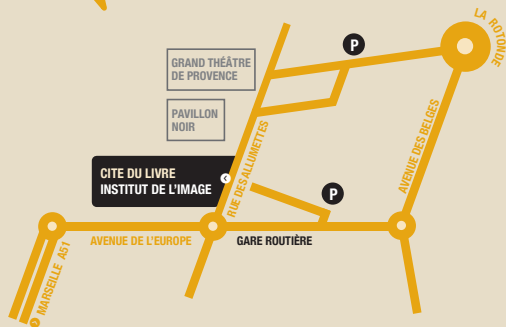 LA ROTONDE
P
GRAND THÉÂTRE
DE PROVENCE
PAVILLON
NOIR
RUE DES ALLUMETTES
AVENUE DES BELGES
CITE DU LIVRE
INSTITUT DE L'IMAGE
P
AVENUE DE L'EUROPE
GARE ROUTIÈRE
MARSEILLE A51